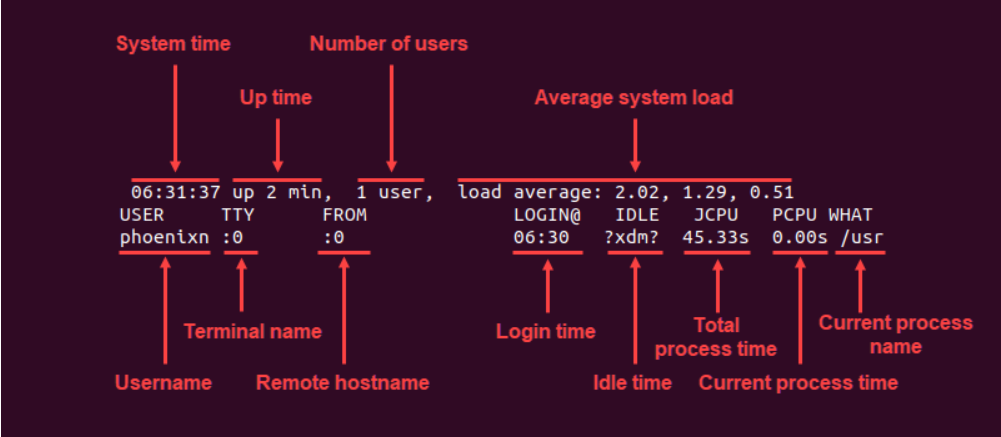 System time Number of users
Up time Average system load
06:31:37 up 2 min, 1 user, load average: 2.02, 1.29, 0.51
USER TTY FROM LOGIN@ IDLE JCPU PCPU WHAT
phoenixn :0 :0 06:30 ?xdm? 45.33s 0.00s /usr
Terminal name Login time Total process time Current process name
Username Remote hostname Idle time Current process time